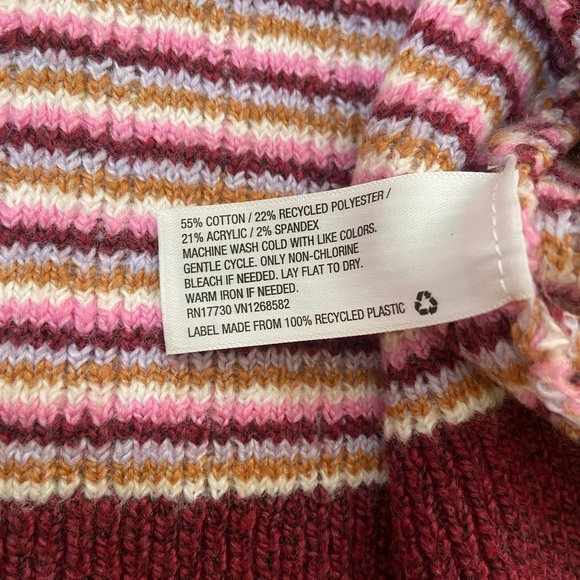 55% COTTON / 22% RECYCLED POLYESTER /
21% ACRYLIC / 2% SPANDEX
MACHINE WASH COLD WITH LIKE COLORS.
GENTLE CYCLE. ONLY NON-CHLORINE
BLEACH IF NEEDED. LAY FLAT TO DRY.
WARM IRON IF NEEDED.
RN17730 VN1268582
LABEL MADE FROM 100% RECYCLED PLASTIC